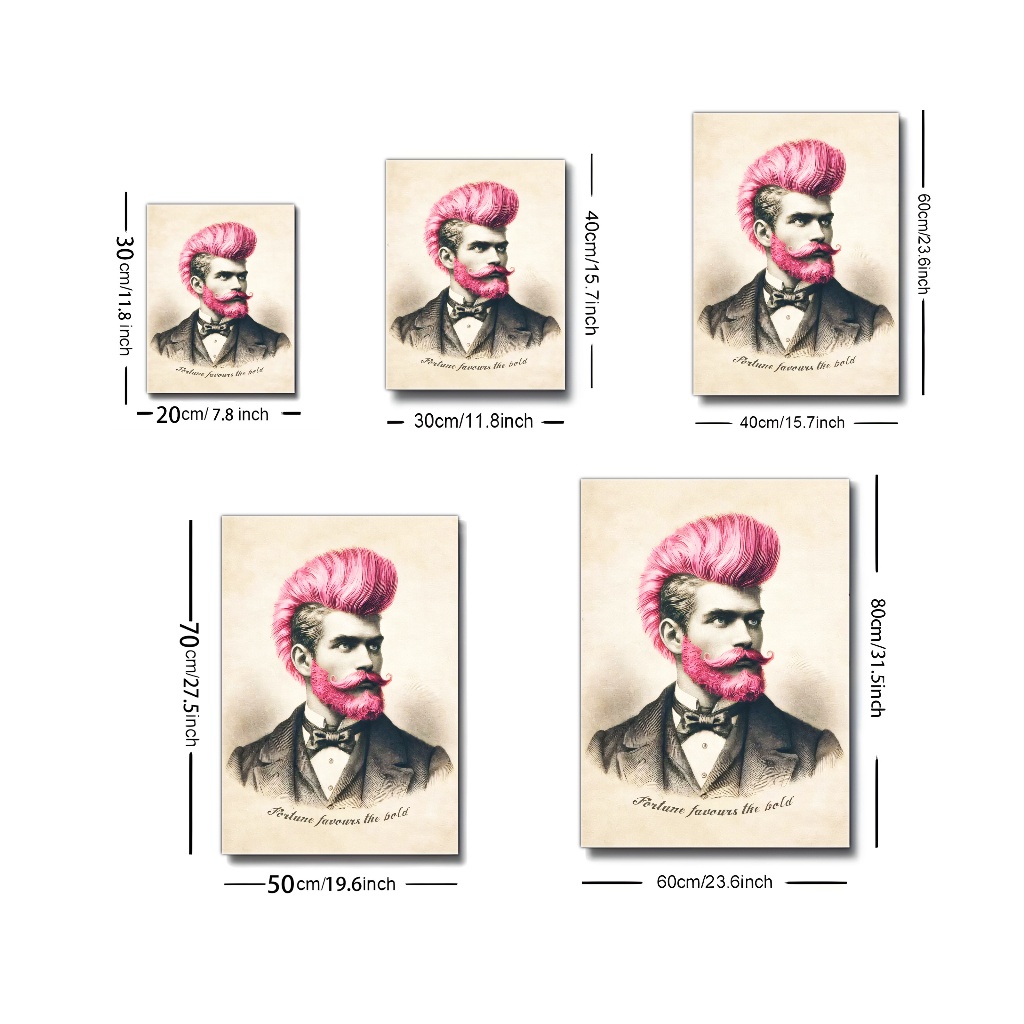 30cm/11.8 inch
Fortune favours the bold
20cm/ 7.8 inch
40cm/15.7inch
Fortune favours the bold
30cm/11.8inch
60cm/23.6inch
Fortune favours the bold
40cm/15.7inch
70cm/27.5inch
Fortune favours the bold
50cm/19.6inch
80cm/31.5inch
Fortune favours the bold
60cm/23.6inch